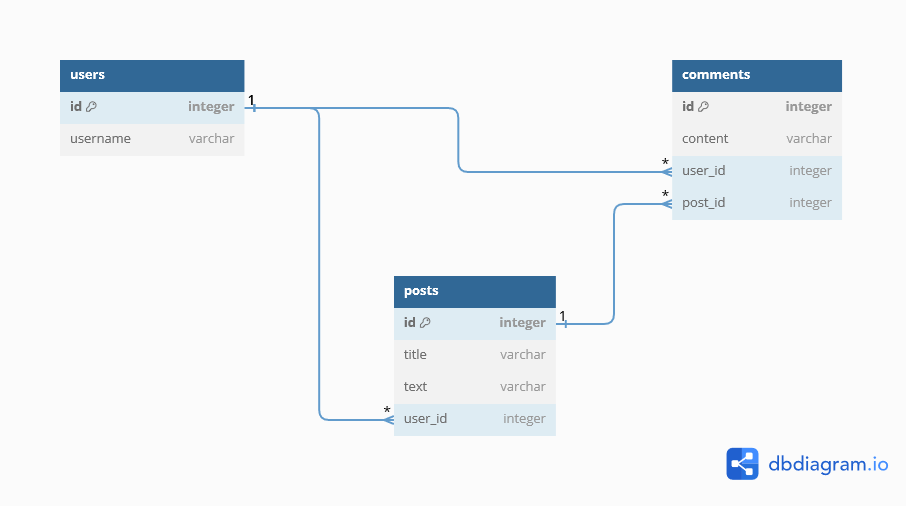 users
id integer
username varchar
1
comments
id integer
content varchar
* user_id integer
* post_id integer
posts
id integer
1
title varchar
text varchar
* user_id integer
dbdiagram.io